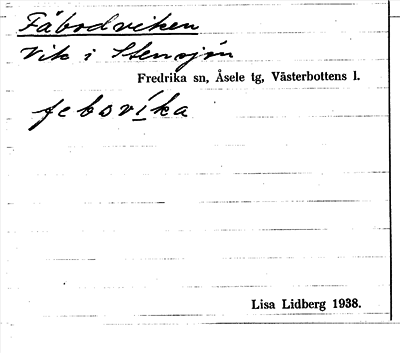 Fäbodviken
Vik i Stensjön
Fredrika sn, Åsele tg, Västerbottens l.
febovíka
Lisa Lidberg 1938.